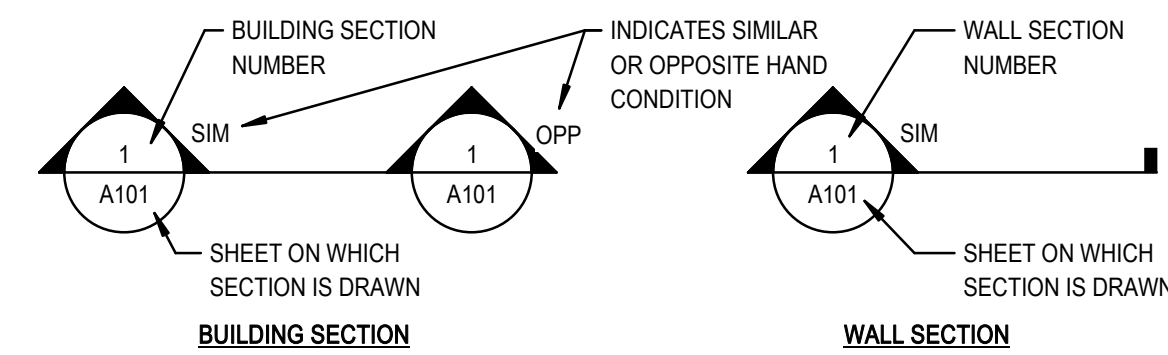 BUILDING SECTION
NUMBER
INDICATES SIMILAR
OR OPPOSITE HAND
CONDITION
WALL SECTION
NUMBER
SIM
OPP
SIM
1
A101
1
A101
1
A101
SHEET ON WHICH
SECTION IS DRAWN
SHEET ON WHICH
SECTION IS DRAWN
BUILDING SECTION
WALL SECTION